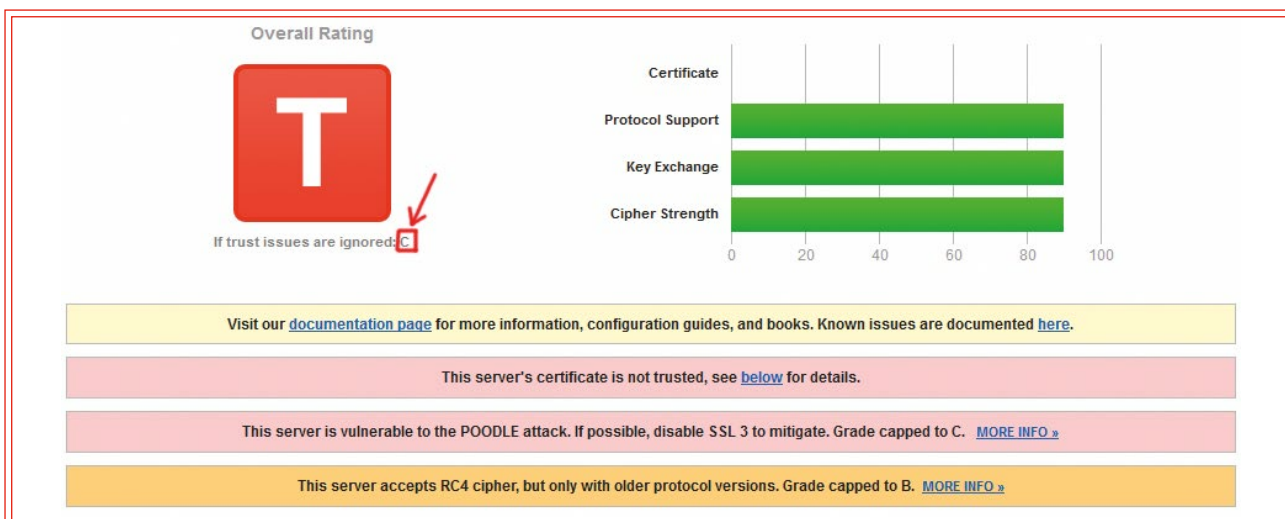 Overall Rating
T
If trust issues are ignored: C
Certificate
Protocol Support
Key Exchange
Cipher Strength
0 20 40 60 80 100
Visit our documentation page for more information, configuration guides, and books. Known issues are documented here.
This server's certificate is not trusted, see below for details.
This server is vulnerable to the POODLE attack. If possible, disable SSL 3 to mitigate. Grade capped to C. MORE INFO »
This server accepts RC4 cipher, but only with older protocol versions. Grade capped to B. MORE INFO »